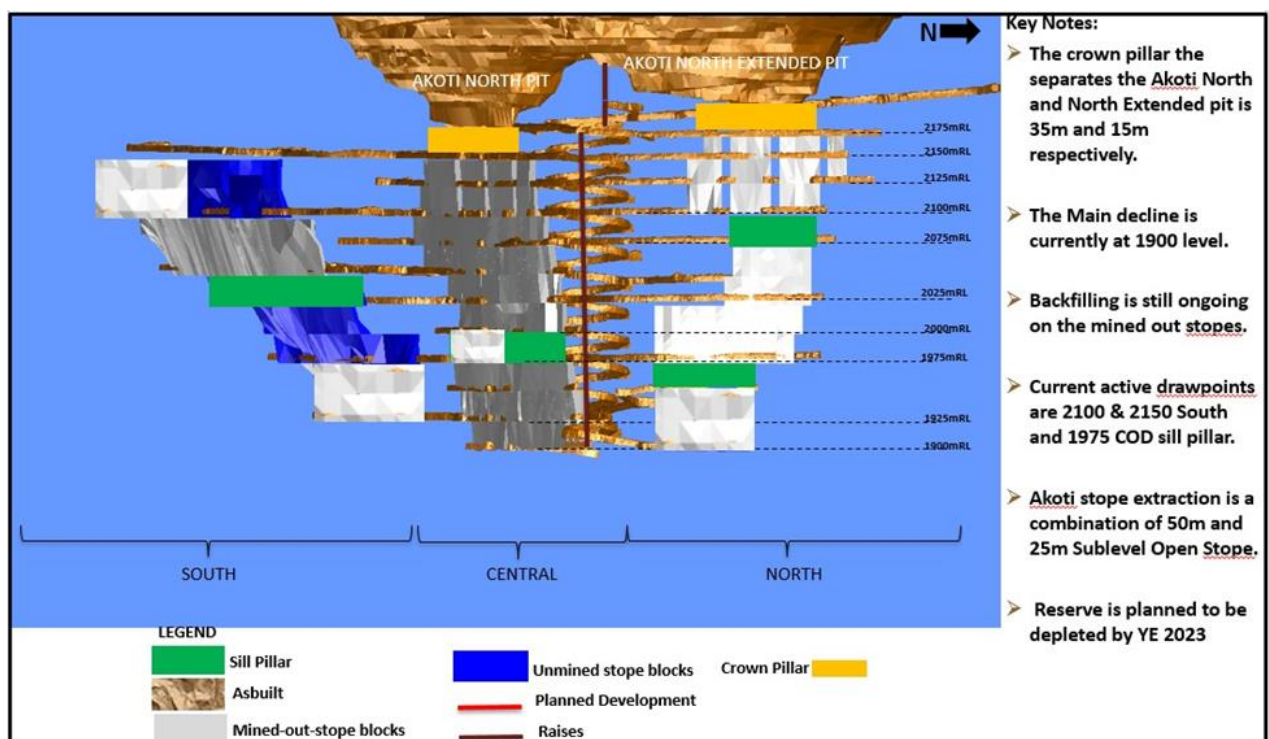 N
AKOTI NORTH PIT
AKOTI NORTH EXTENDED PIT
2175mRL
2150mRL
2125mRL
2100mRL
2075mRL
2025mRL
2000mRL
1975mRL
1925mRL
1900mRL
SOUTH
CENTRAL
NORTH
Key Notes:
➢ The crown pillar the
separates the Akoti North
and North Extended pit is
35m and 15m
respectively.
➢ The Main decline is
currently at 1900 level.
➢ Backfilling is still ongoing
on the mined out stopes.
➢ Current active drawpoints
are 2100 & 2150 South
and 1975 COD sill pillar.
➢ Akoti stope extraction is a
combination of 50m and
25m Sublevel Open Stope.
➢ Reserve is planned to be
depleted by YE 2023
LEGEND
Sill Pillar
Asbuilt
Mined-out-stope blocks
Unmined stope blocks
Planned Development
Raises
Crown Pillar